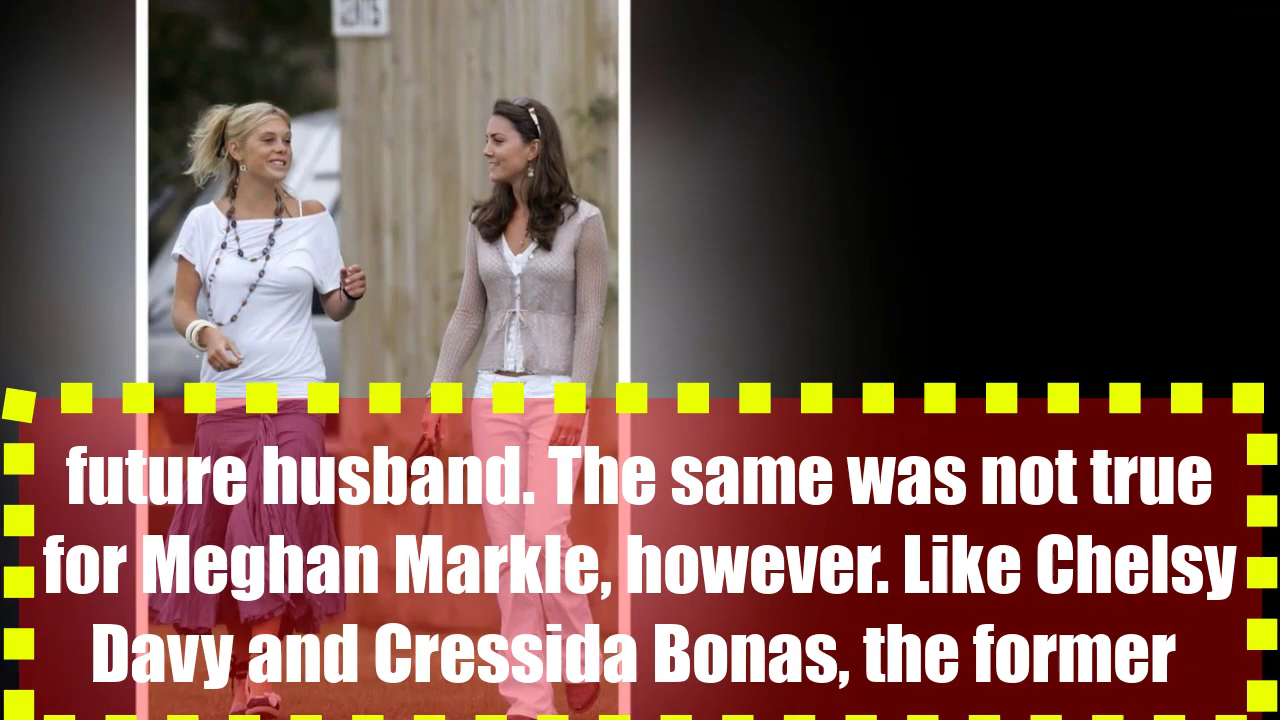 future husband. The same was not true
for Meghan Markle, however. Like Chelsy
Davy and Cressida Bonas, the former